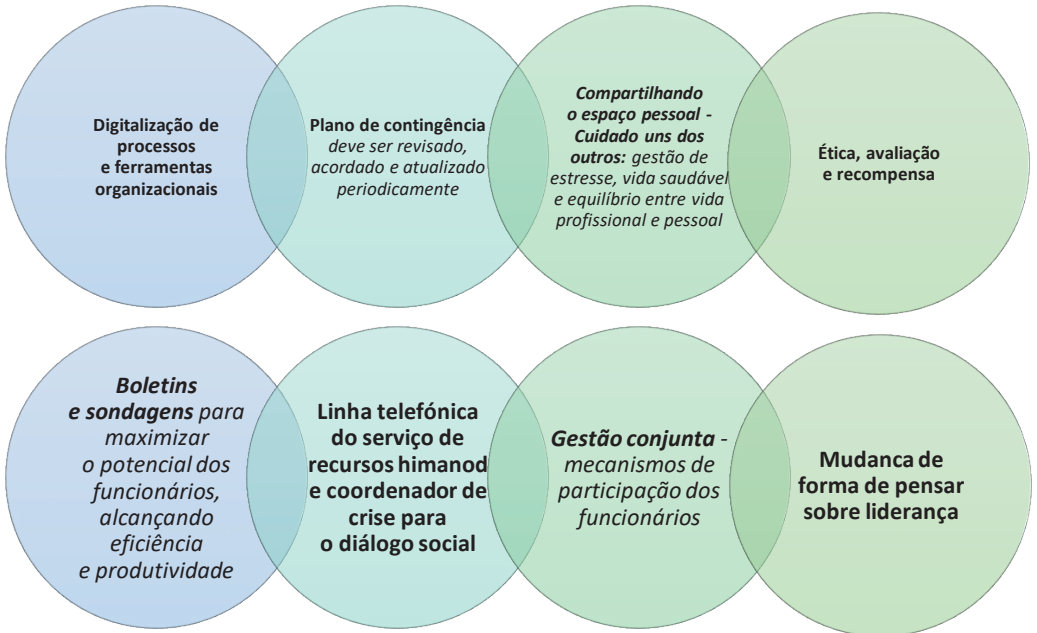 Digitalização de
processos
e ferramentas
organizacionais
Plano de contingência
deve ser revisado,
acordado e atualizado
periodicamente
Compartilhando
o espaço pessoal -
Cuidado uns dos
outros: gestão de
estresse, vida saudável
e equilíbrio entre vida
profissional e pessoal
Ética, avaliação
e recompensa
Boletins
e sondagens para
maximizar
o potencial dos
funcionários,
alcançando
eficiência
e produtividade
Linha telefónica
do serviço de
recursos himanod
e coordenador de
crise para
o diálogo social
Gestão conjunta -
mecanismos de
participação dos
funcionários
Mudanca de
forma de pensar
sobre liderança